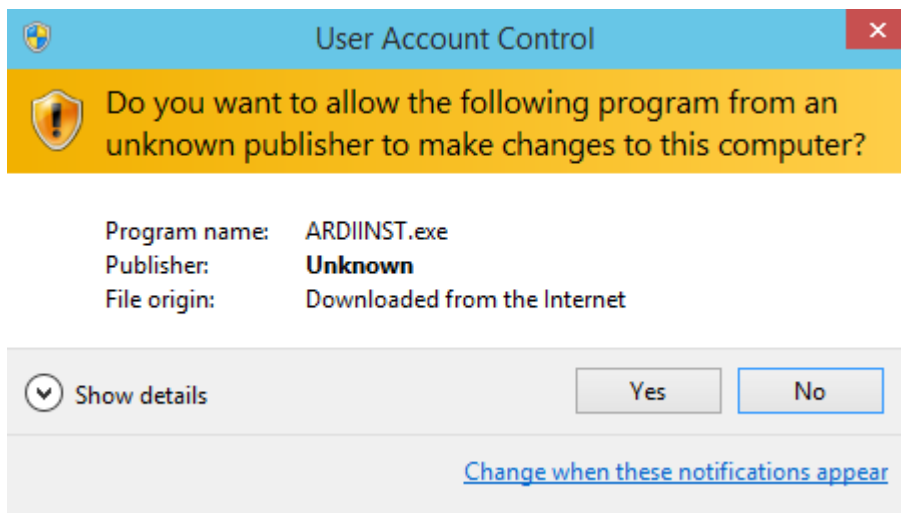 User Account Control
Do you want to allow the following program from an
unknown publisher to make changes to this computer?
Program name: ARDIINST.exe
Publisher: Unknown
File origin: Downloaded from the Internet
Show details
Yes No
Change when these notifications appear